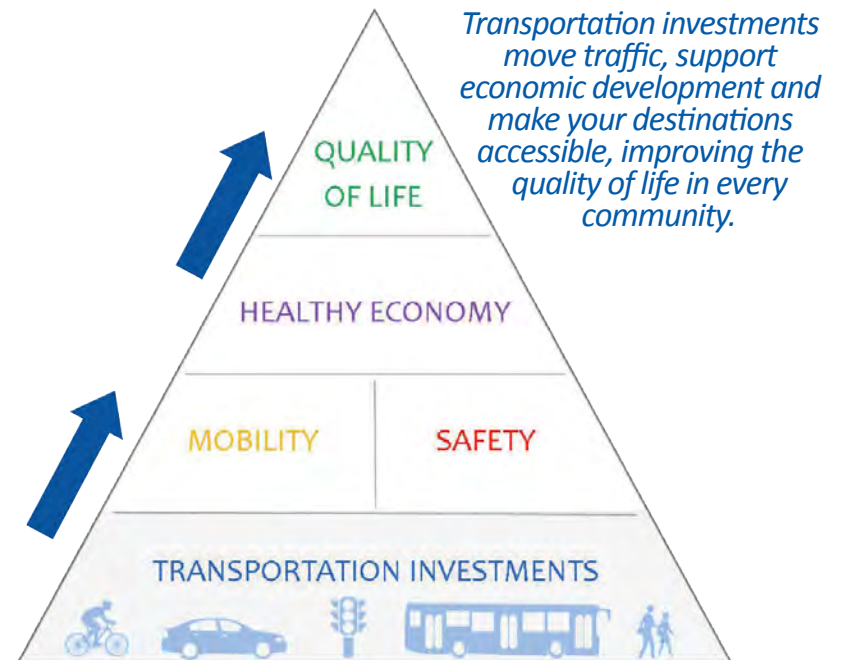 Transportation investments
move traffic, support
economic development and
make your destinations
accessible, improving the
quality of life in every
community.
QUALITY
OF LIFE
HEALTHY ECONOMY
MOBILITY
SAFETY
TRANSPORTATION INVESTMENTS